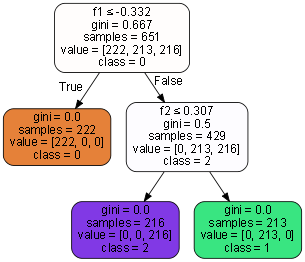 f1 ≤ -0.332
gini = 0.667
samples = 651
value = [222, 213, 216]
class = 0
True
False
gini = 0.0
samples = 222
value = [222, 0, 0]
class = 0
f2 ≤ 0.307
gini = 0.5
samples = 429
value = [0, 213, 216]
class = 2
gini = 0.0
samples = 216
value = [0, 0, 216]
class = 2
gini = 0.0
samples = 213
value = [0, 213, 0]
class = 1